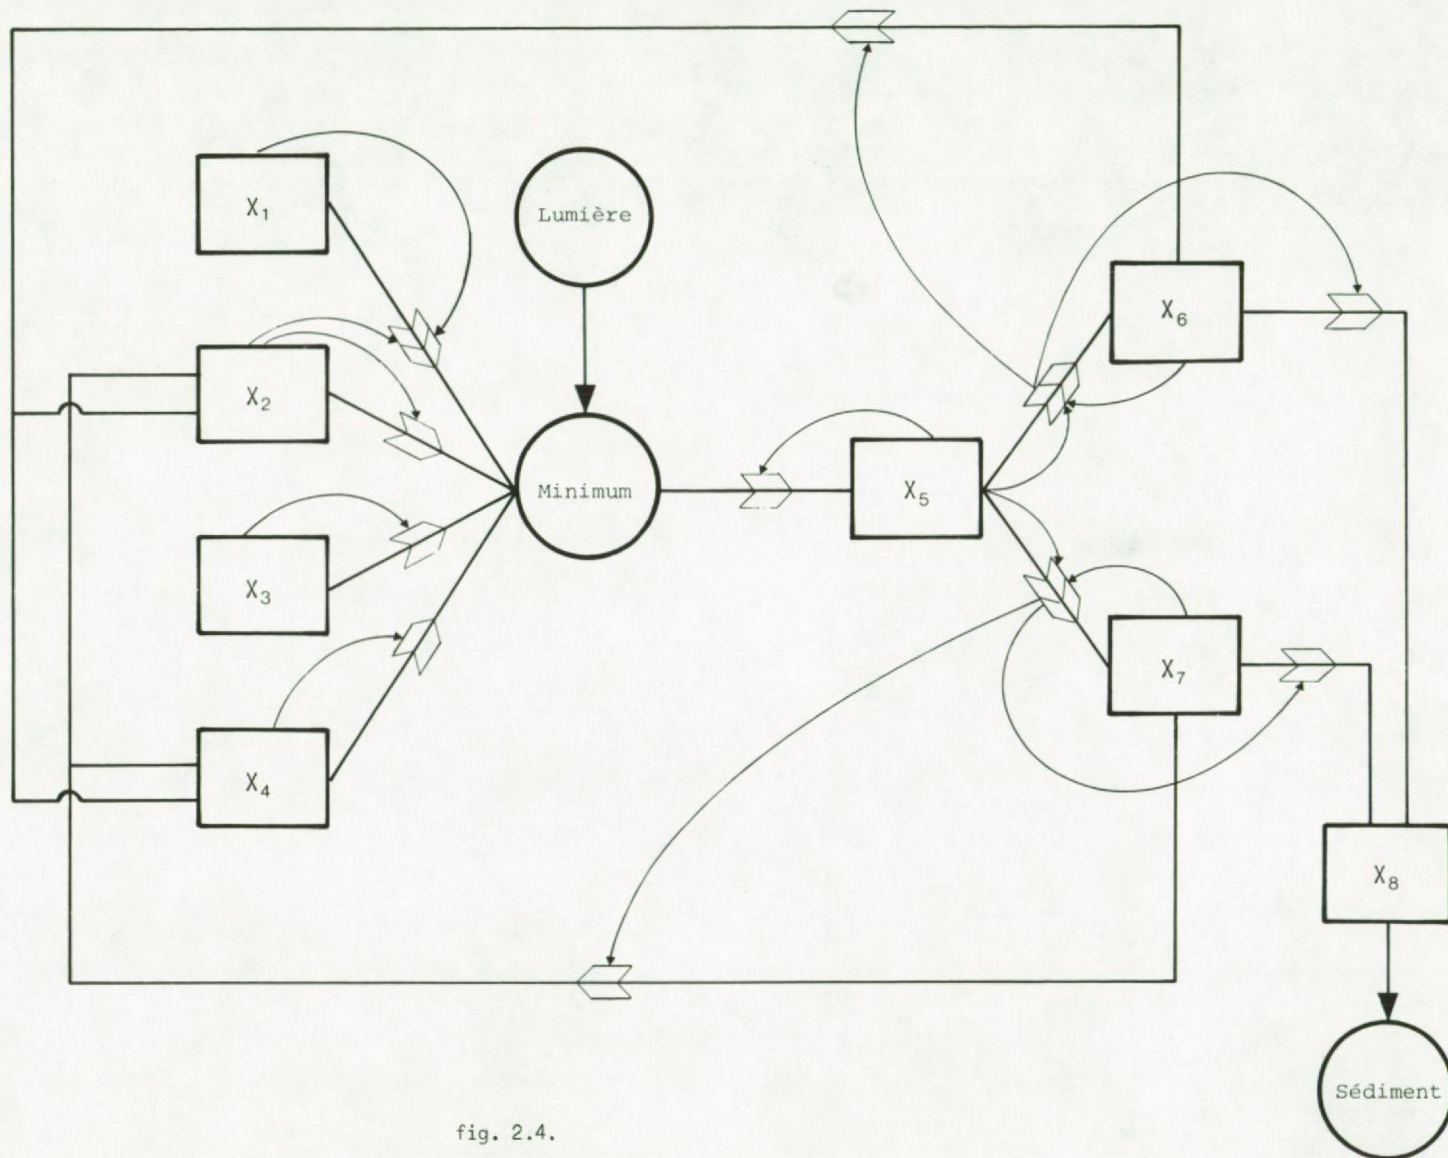 X₁
Lumière
X₆
X₂
Minimum
X₅
X₃
X₇
X₄
X₈
Sédiment
fig. 2.4.